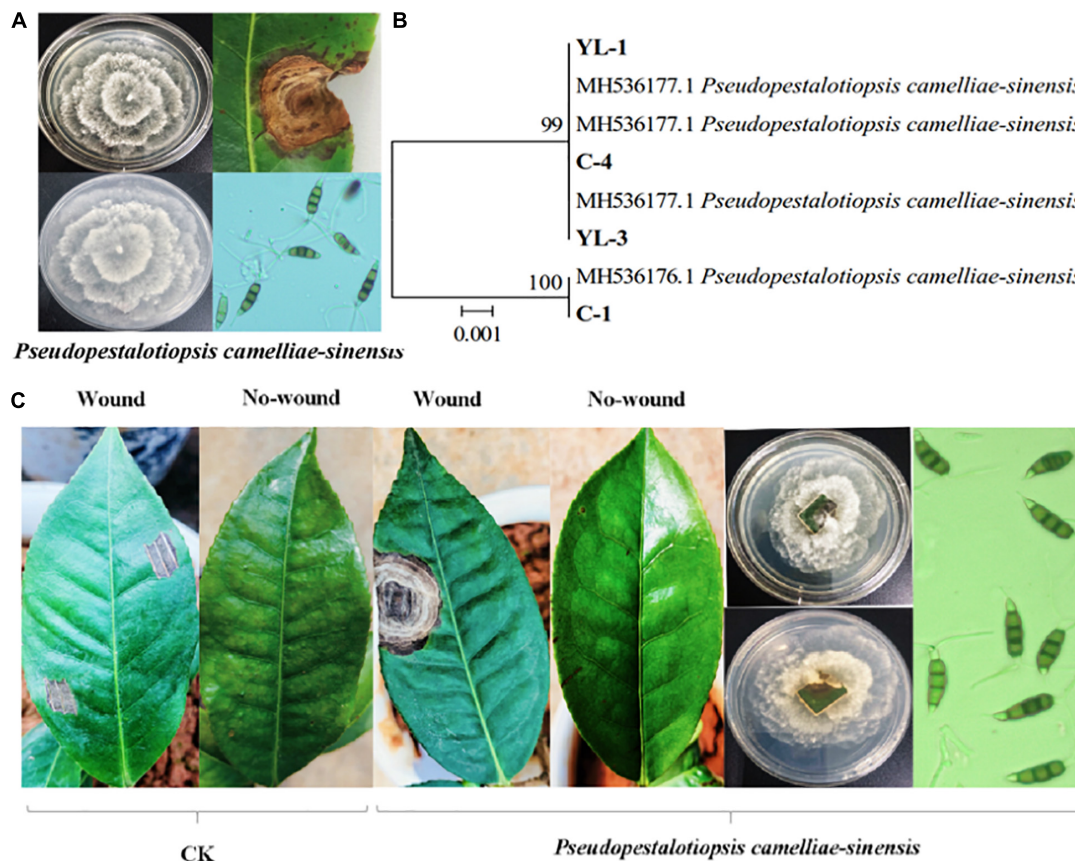 A
B
YL-1
MH536177.1 Pseudopestalotiopsis camelliae-sinensis
99
MH536177.1 Pseudopestalotiopsis camelliae-sinensis
C-4
MH536177.1 Pseudopestalotiopsis camelliae-sinensis
YL-3
100
MH536176.1 Pseudopestalotiopsis camelliae-sinensis
C-1
0.001
Pseudopestalotiopsis camelliae-sinensis
C
Wound
No-wound
Wound
No-wound
CK
Pseudopestalotiopsis camelliae-sinensis